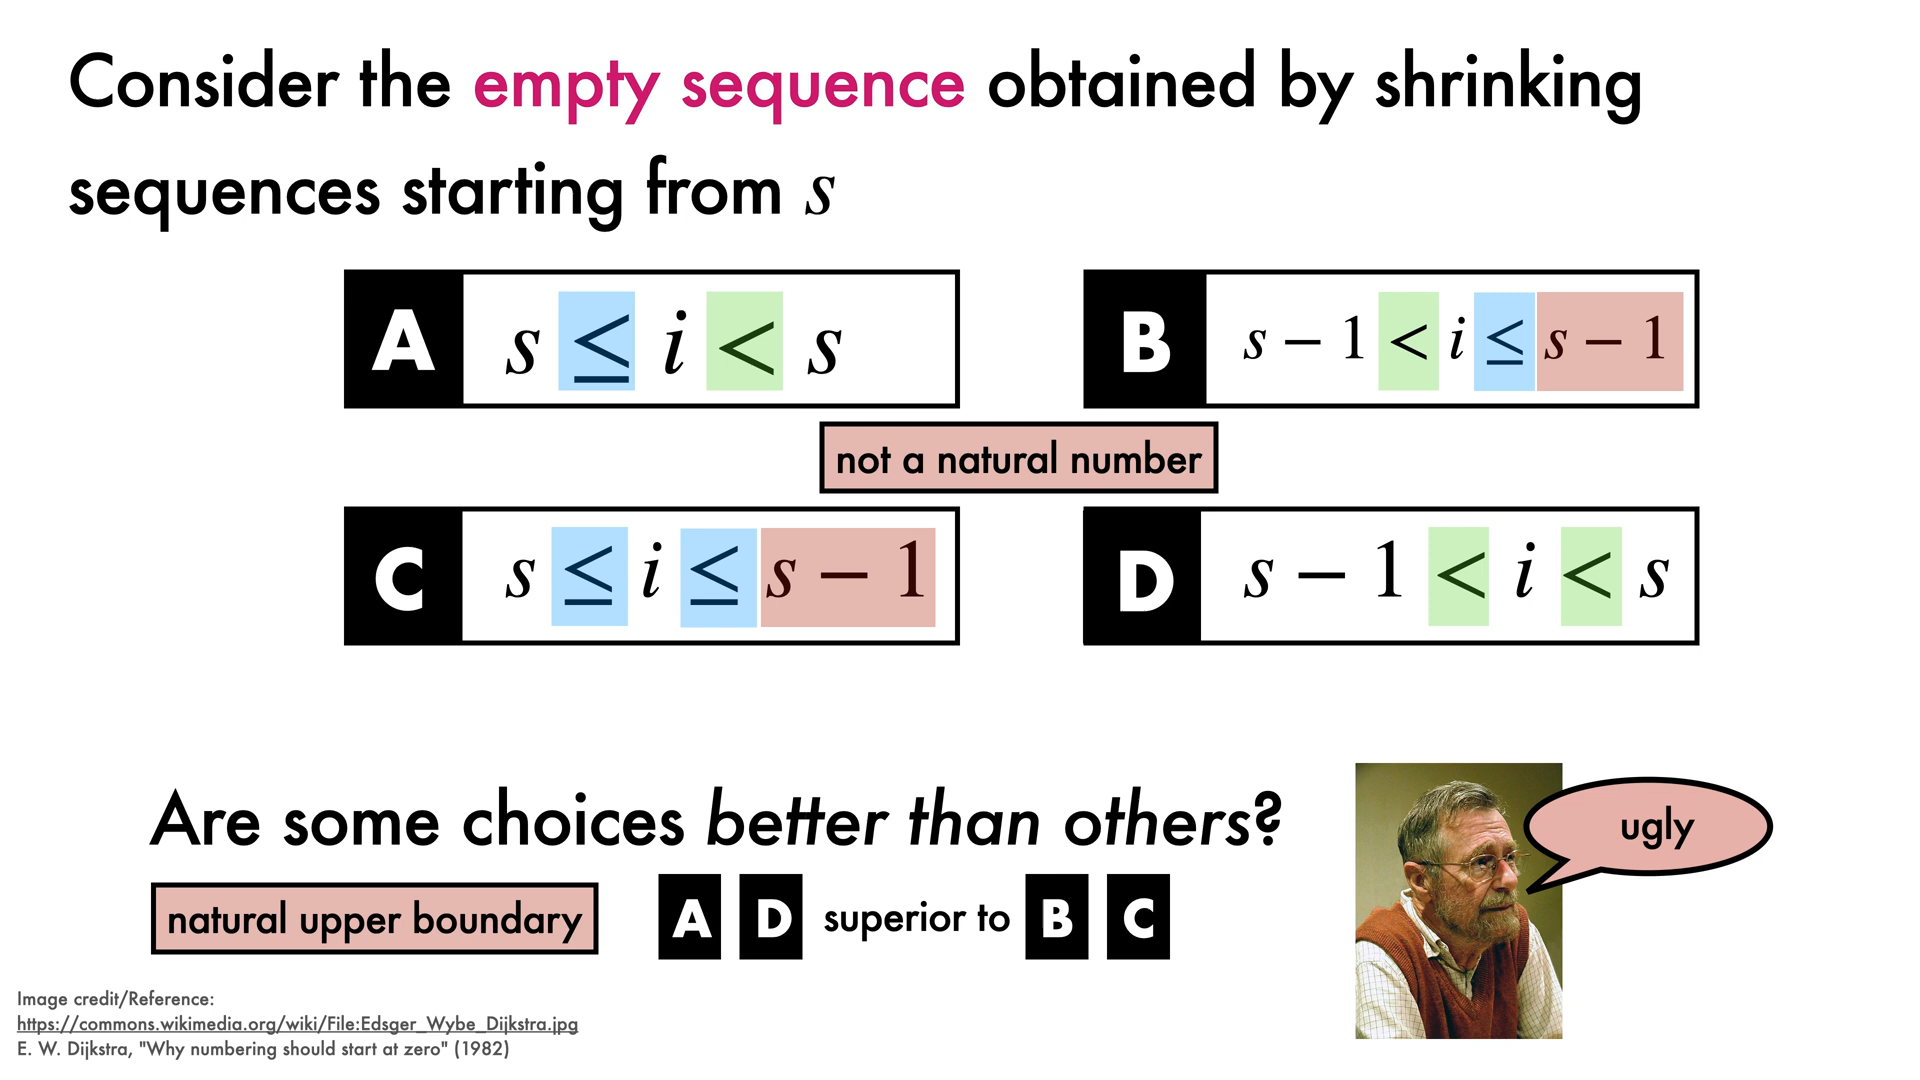 Consider the empty sequence obtained by shrinking
sequences starting from s
A s ≤ i < s
B s − 1 < i ≤ s − 1
not a natural number
C s ≤ i ≤ s − 1
D s − 1 < i < s
Are some choices better than others?
ugly
natural upper boundary
A D superior to B C
Image credit/Reference:
https://commons.wikimedia.org/wiki/File:Edsger_Wybe_Dijkstra.jpg
E. W. Dijkstra, "Why numbering should start at zero" (1982)